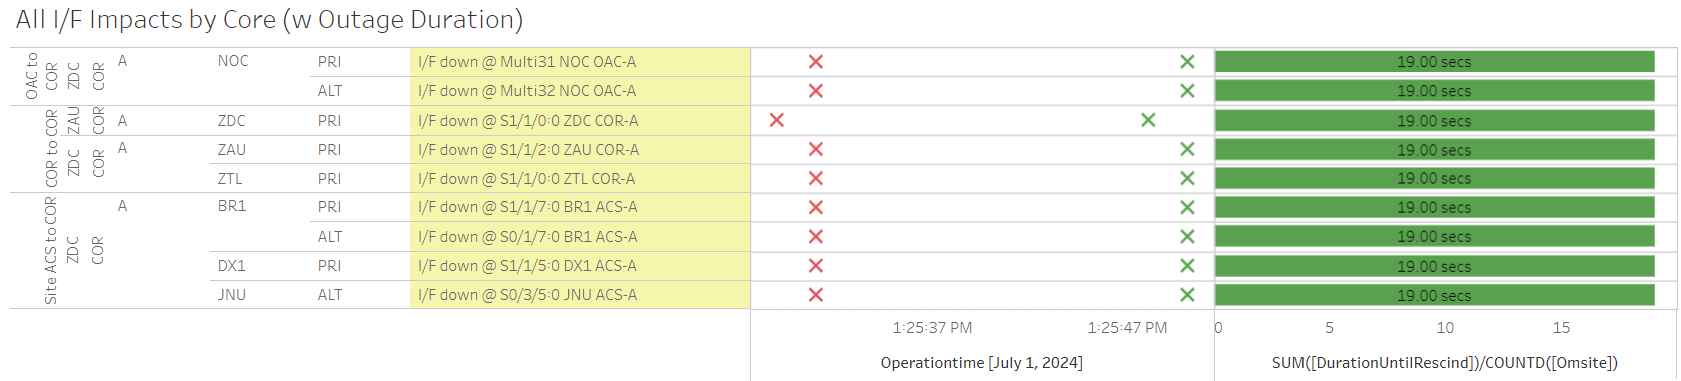 All I/F Impacts by Core (w Outage Duration)
OAC to COR ZDC COR A NOC PRI I/F down @ Multi31 NOC OAC-A 19.00 secs
ALT I/F down @ Multi32 NOC OAC-A 19.00 secs
COR to COR ZAU COR A ZDC PRI I/F down @ S1/1/0:0 ZDC COR-A 19.00 secs
ZDC COR A ZAU PRI I/F down @ S1/1/2:0 ZAU COR-A 19.00 secs
ZTL PRI I/F down @ S1/1/0:0 ZTL COR-A 19.00 secs
Site ACS to COR ZDC COR A BR1 PRI I/F down @ S1/1/7:0 BR1 ACS-A 19.00 secs
ALT I/F down @ S0/1/7:0 BR1 ACS-A 19.00 secs
DX1 PRI I/F down @ S1/1/5:0 DX1 ACS-A 19.00 secs
JNU ALT I/F down @ S0/3/5:0 JNU ACS-A 19.00 secs
1:25:37 PM 1:25:47 PM 0 5 10 15
Operationtime [July 1, 2024] SUM([DurationUntilRescind])/COUNTD([Omsite])